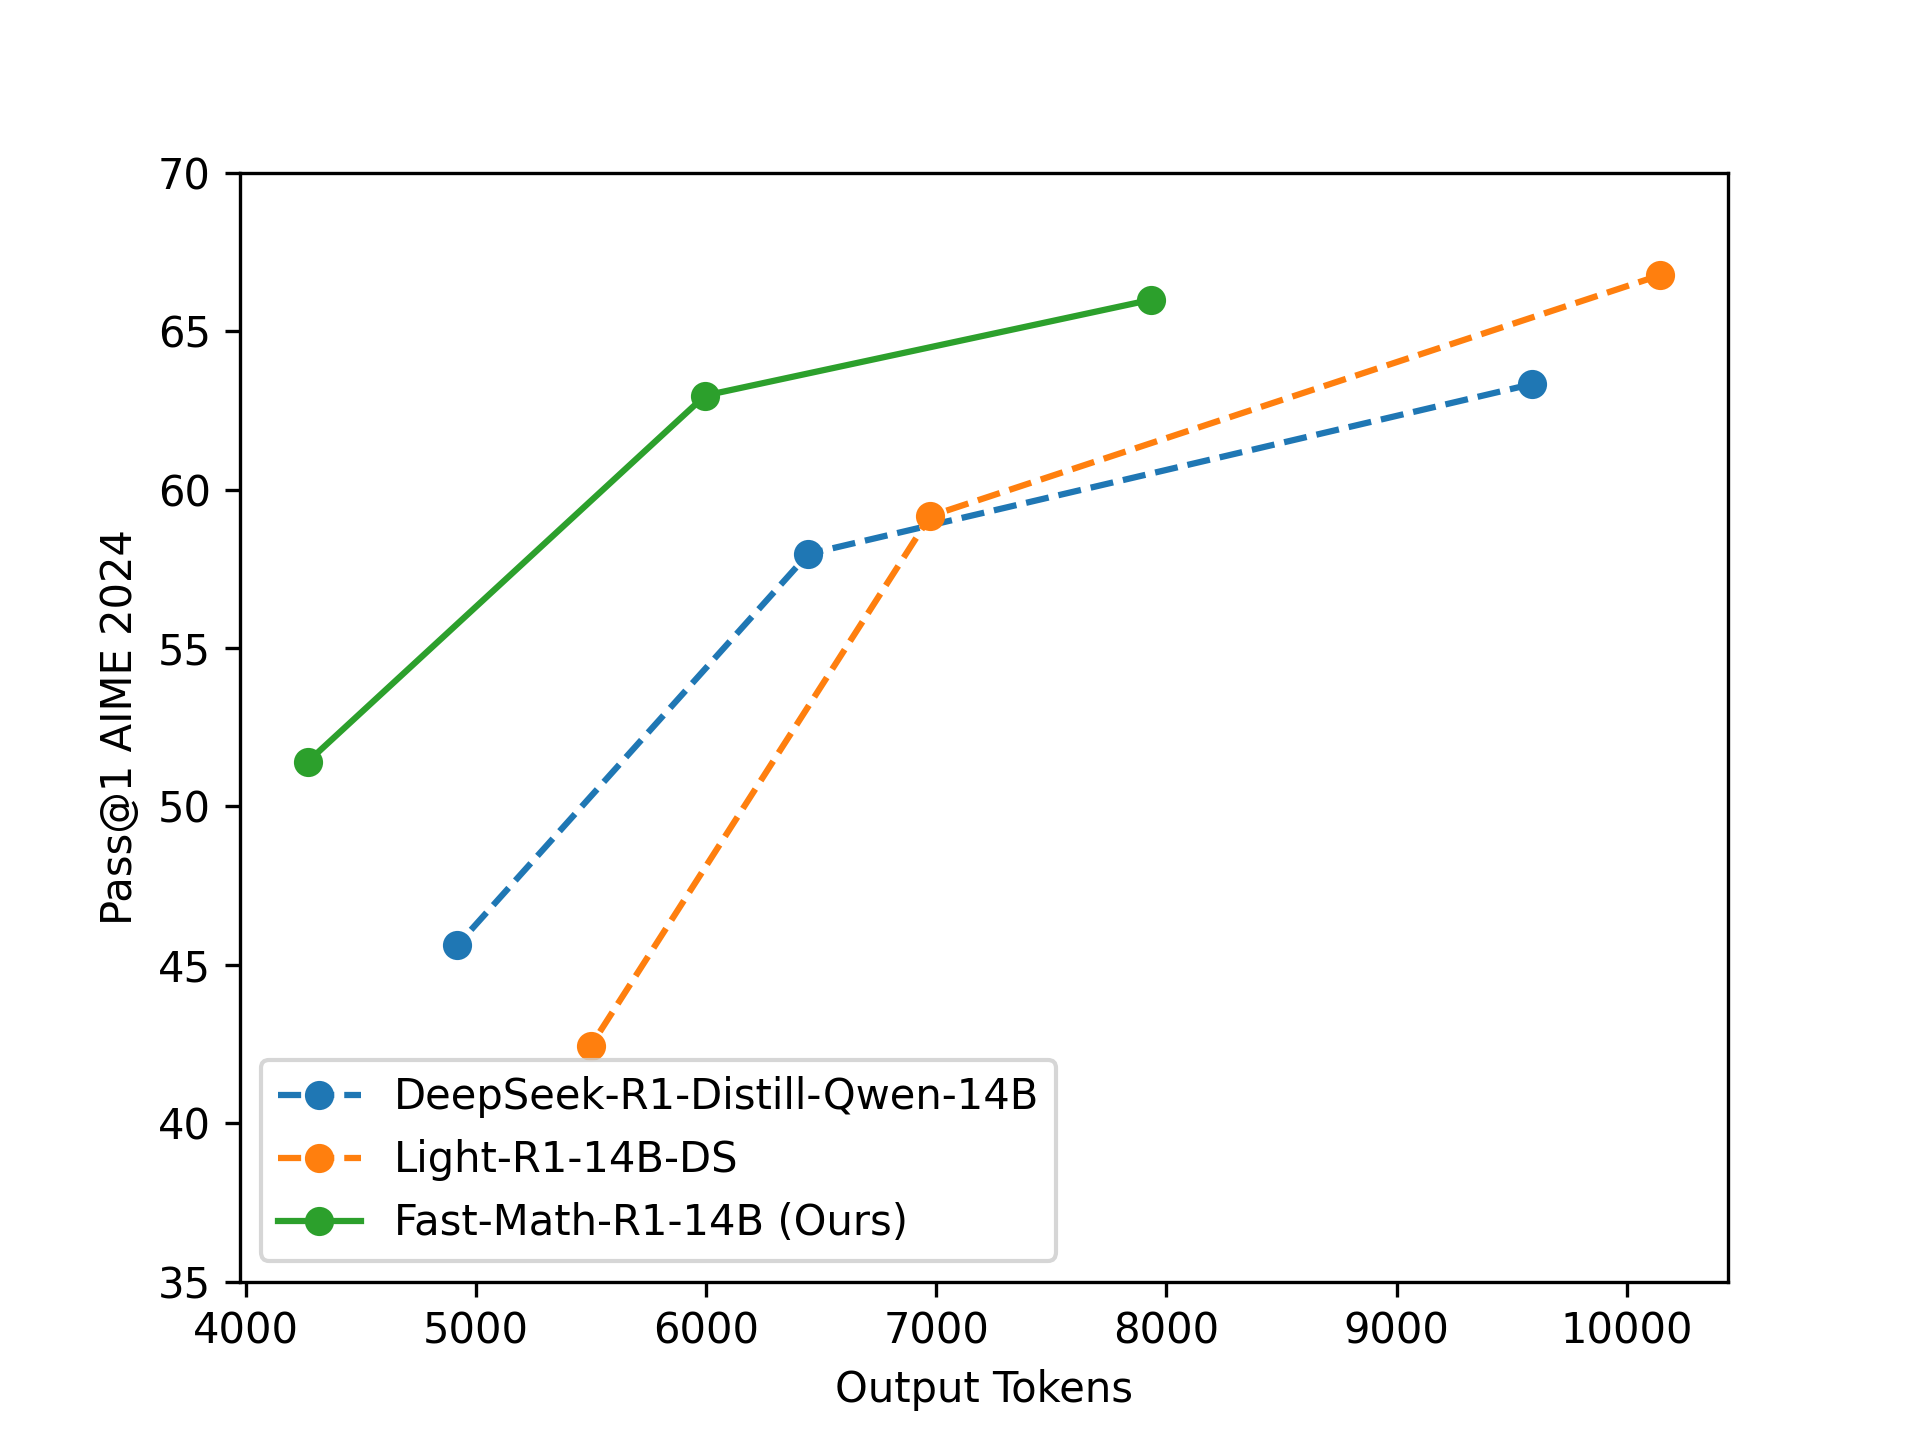 70
65
60
55
50
45
40
35
Pass@1 AIME 2024
DeepSeek-R1-Distill-Qwen-14B
Light-R1-14B-DS
Fast-Math-R1-14B (Ours)
4000 5000 6000 7000 8000 9000 10000
Output Tokens